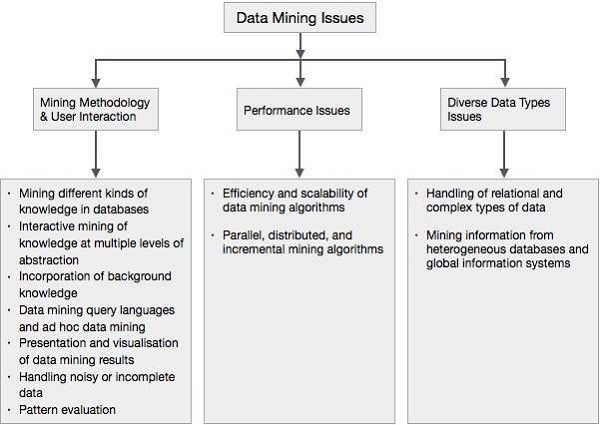 Data Mining Issues
Mining Methodology
& User Interaction
Performance Issues
Diverse Data Types
Issues
· Mining different kinds of
knowledge in databases
· Interactive mining of
knowledge at multiple levels of
abstraction
· Incorporation of background
knowledge
· Data mining query languages
and ad hoc data mining
· Presentation and visualisation
of data mining results
· Handling noisy or incomplete
data
· Pattern evaluation
· Efficiency and scalability of
data mining algorithms
· Parallel, distributed, and
incremental mining algorithms
· Handling of relational and
complex types of data
· Mining information from
heterogeneous databases and
global information systems